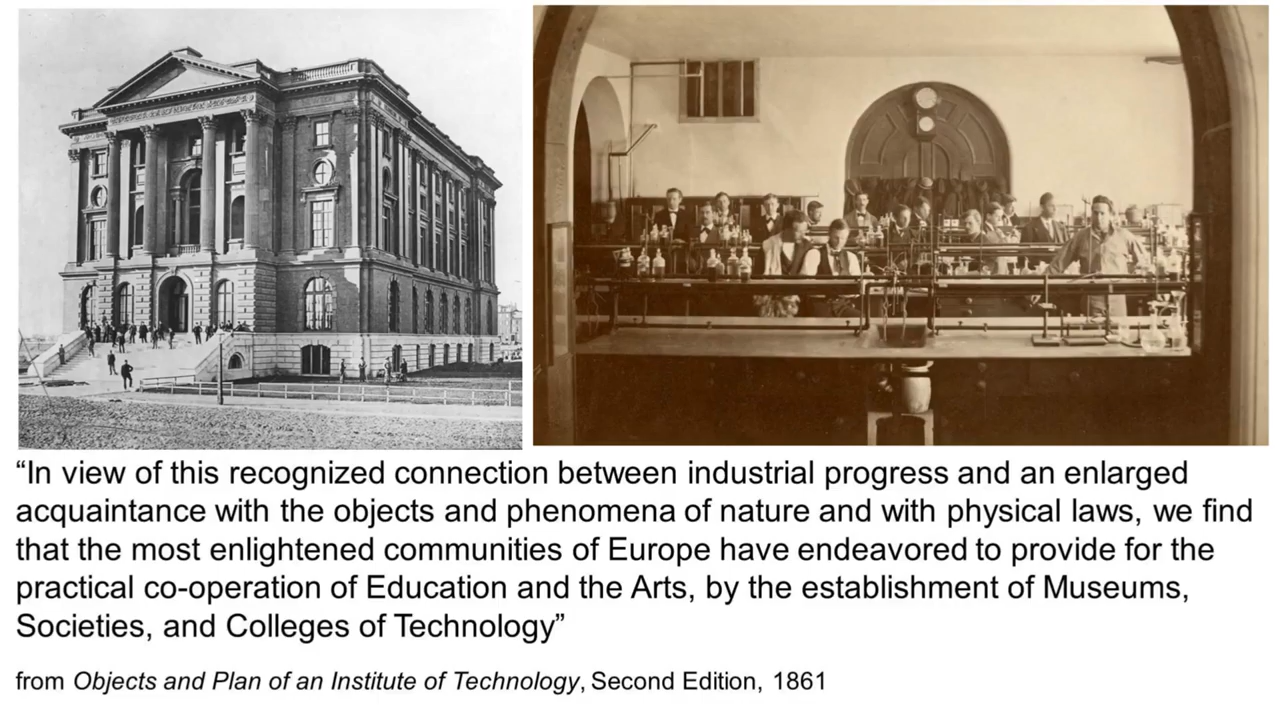 “In view of this recognized connection between industrial progress and an enlarged
acquaintance with the objects and phenomena of nature and with physical laws, we find
that the most enlightened communities of Europe have endeavored to provide for the
practical co-operation of Education and the Arts, by the establishment of Museums,
Societies, and Colleges of Technology”
from Objects and Plan of an Institute of Technology, Second Edition, 1861